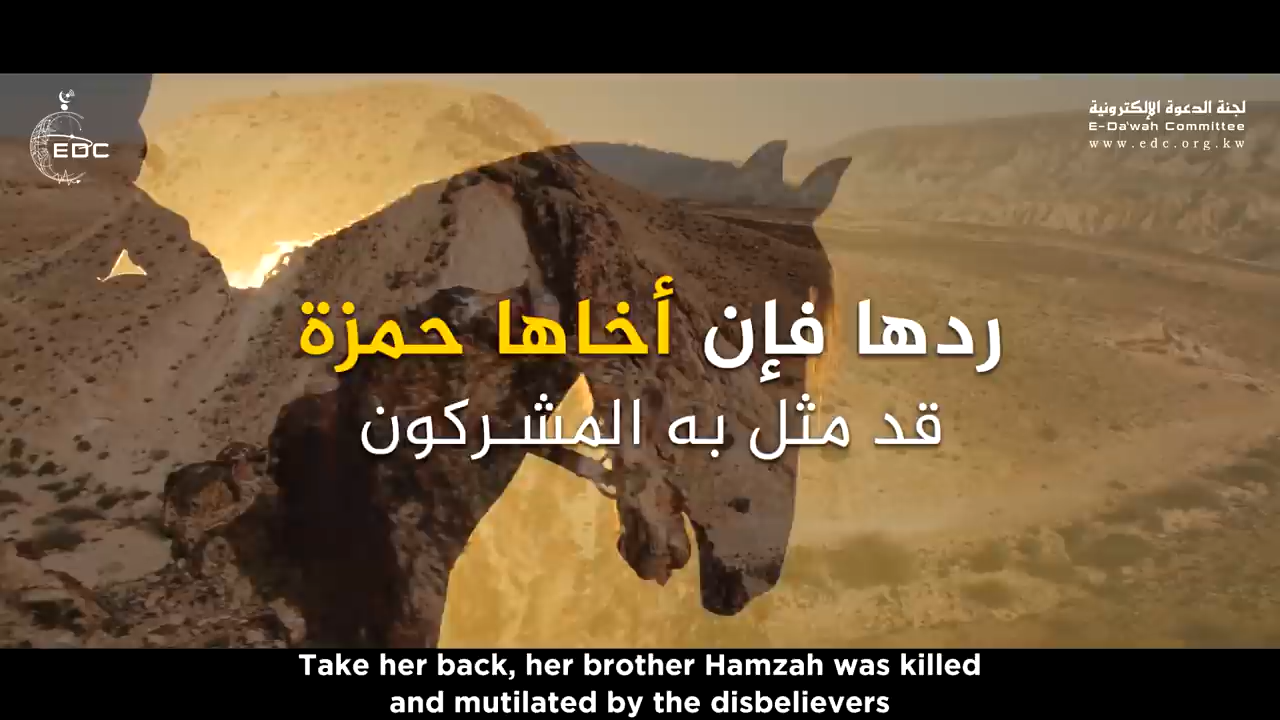 EDC
لجنة الدعوة الإلكترونية
E-Da'wah Committee
www.edc.org.kw
ردها فإن أخاها حمزة
قد مثل به المشركون
Take her back, her brother Hamzah was killed
and mutilated by the disbelievers